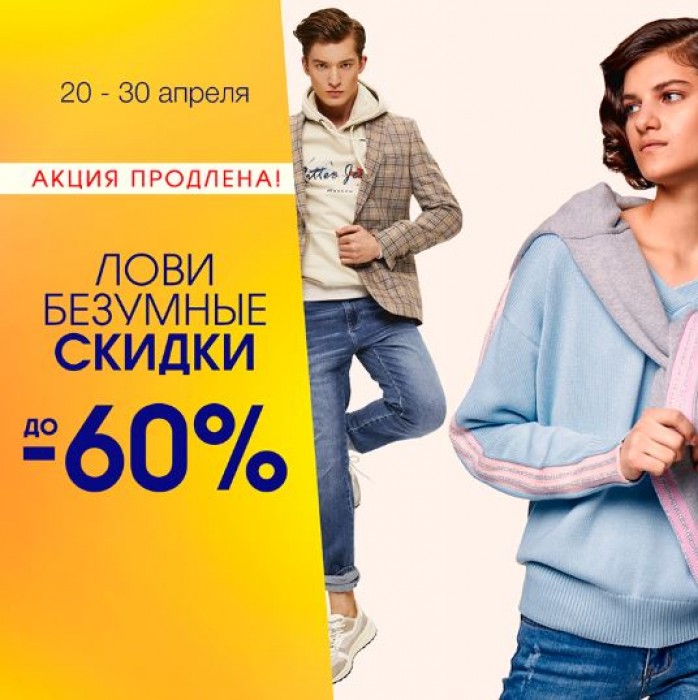 20 - 30 апреля
АКЦИЯ ПРОДЛЕНА!
ЛОВИ
БЕЗУМНЫЕ
СКИДКИ
до
-60%